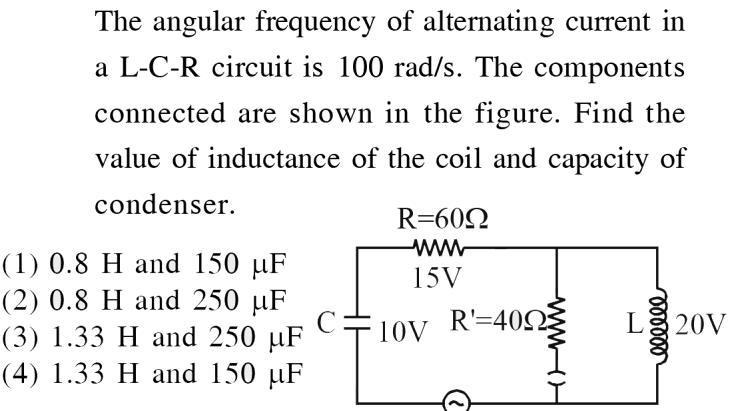 The angular frequency of alternating current in
a L-C-R circuit is 100 rad/s. The components
connected are shown in the figure. Find the
value of inductance of the coil and capacity of
condenser.
(1) 0.8 H and 150 μF
(2) 0.8 H and 250 μF
(3) 1.33 H and 250 μF
(4) 1.33 H and 150 μF
R=60Ω
15V
C
10V
R'=40Ω
L
20V